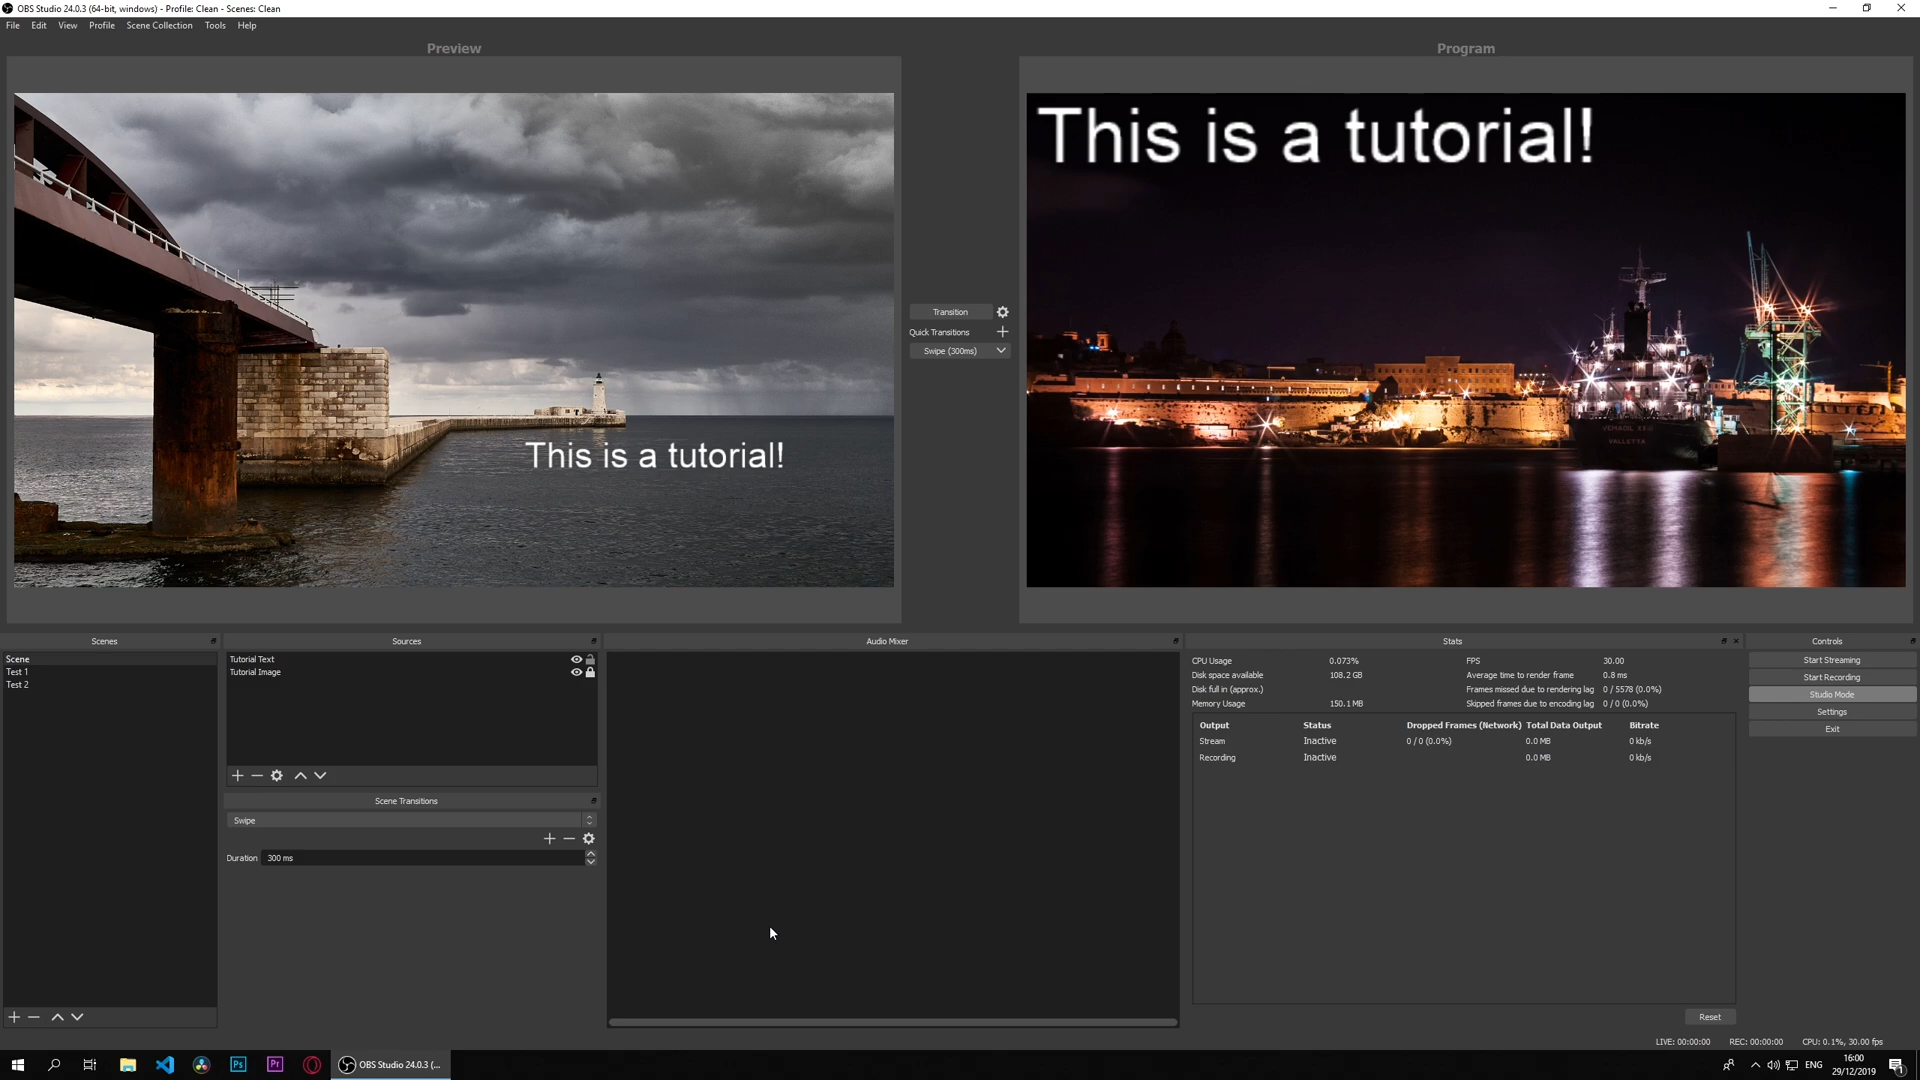 OBS Studio 24.0.3 (64-bit, windows) - Profile: Clean - Scenes: Clean
File Edit View Profile Scene Collection Tools Help
Preview
Program
This is a tutorial!
This is a tutorial!
VALLETTA
Transition
Quick Transitions
Swipe (300ms)
Scenes
Scene
Test 1
Test 2
Sources
Tutorial Text
Tutorial Image
Scene Transitions
Swipe
Duration 300 ms
Audio Mixer
Stats
CPU Usage 0.073% FPS 30.00
Disk space available 108.2 GB Average time to render frame 0.8 ms
Disk full in (approx.) Frames missed due to rendering lag 0 / 5578 (0.0%)
Memory Usage 150.1 MB Skipped frames due to encoding lag 0 / 0 (0.0%)
Output Status Dropped Frames (Network) Total Data Output Bitrate
Stream Inactive 0 / 0 (0.0%) 0.0 MB 0 kb/s
Recording Inactive 0.0 MB 0 kb/s
Reset
Controls
Start Streaming
Start Recording
Studio Mode
Settings
Exit
LIVE: 00:00:00 REC: 00:00:00 CPU: 0.1%, 30.00 fps
Ps
Pr
OBS Studio 24.0.3 (...
ENG
16:00
29/12/2019
1